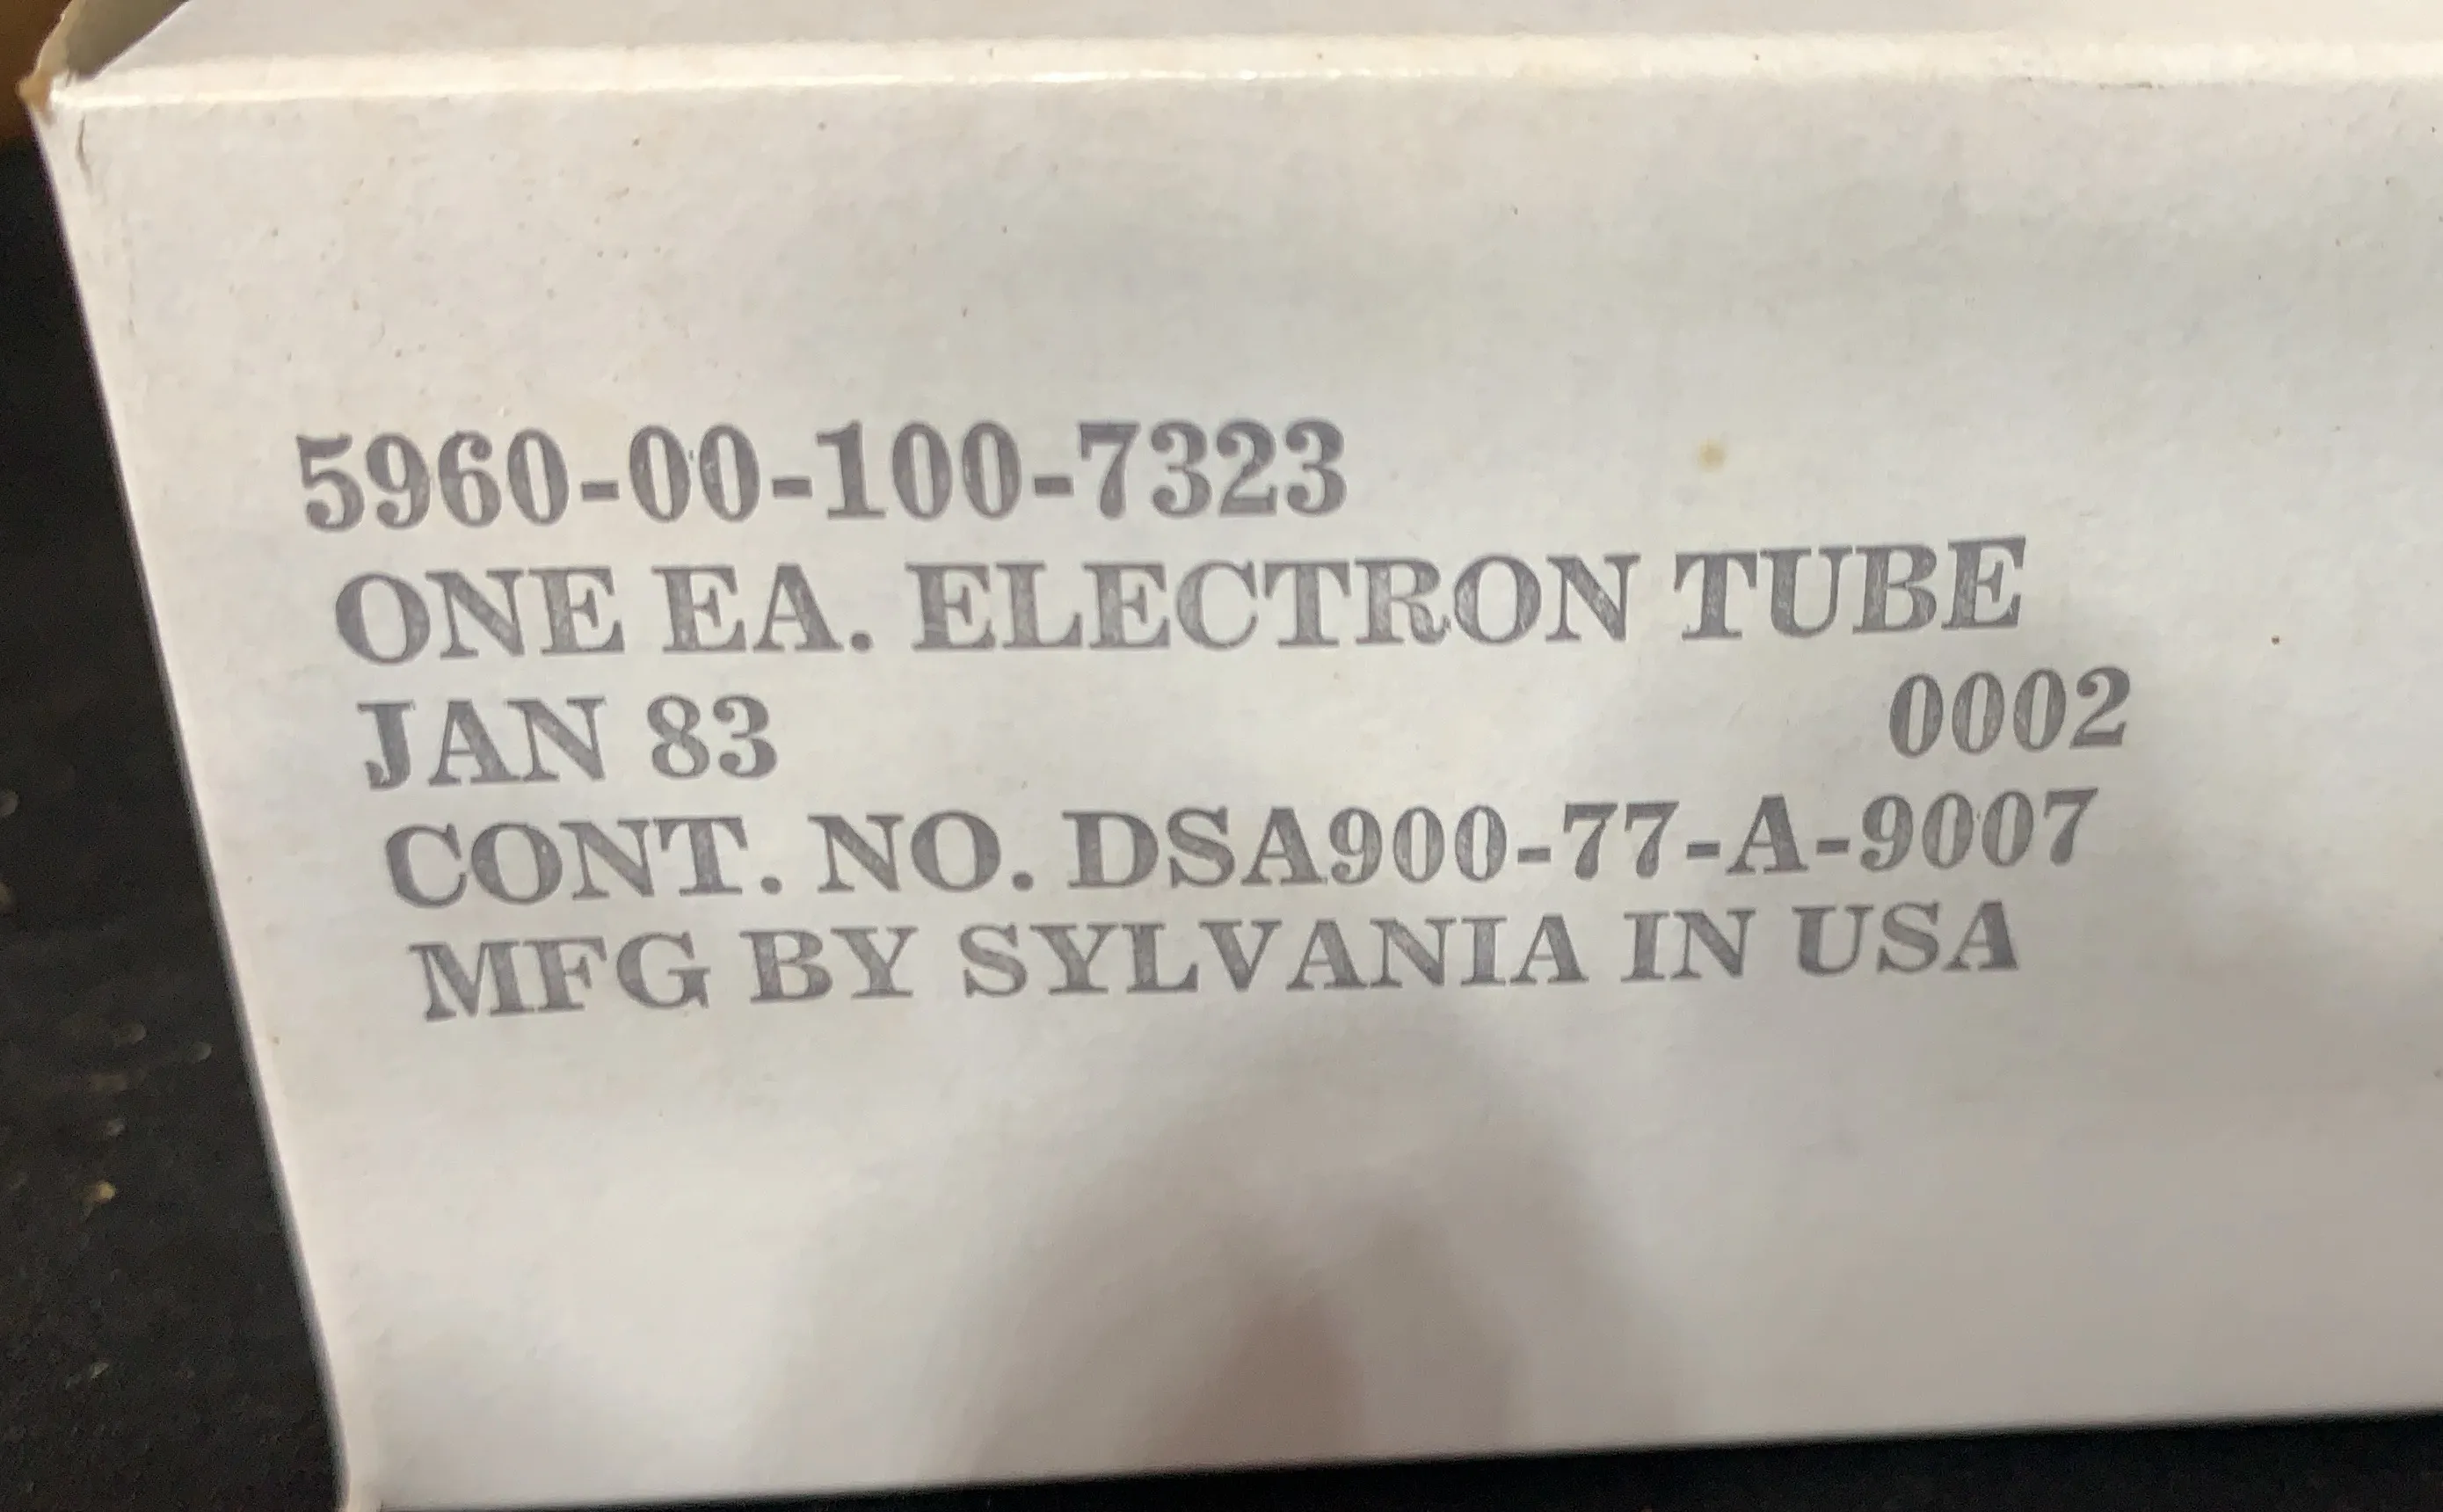 5960-00-100-7323
ONE EA. ELECTRON TUBE
JAN 83 0002
CONT. NO. DSA900-77-A-9007
MFG BY SYLVANIA IN USA